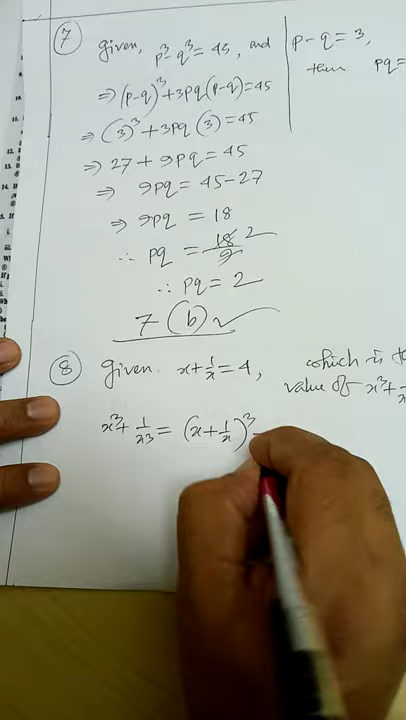 ⑦ given, p³-q³ = 45, and p-q = 3,
then pq =
⇒ (p-q)³ + 3pq(p-q) = 45
⇒ (3)³ + 3pq (3) = 45
⇒ 27 + 9pq = 45
⇒ 9pq = 45-27
⇒ 9pq = 18
∴ pq = 18/9 2
∴ pq = 2
7 (b) ✓
⑧ given. x+1/x = 4, which is
value of x³+
x³+ 1/x3 = (x+1/x)³-